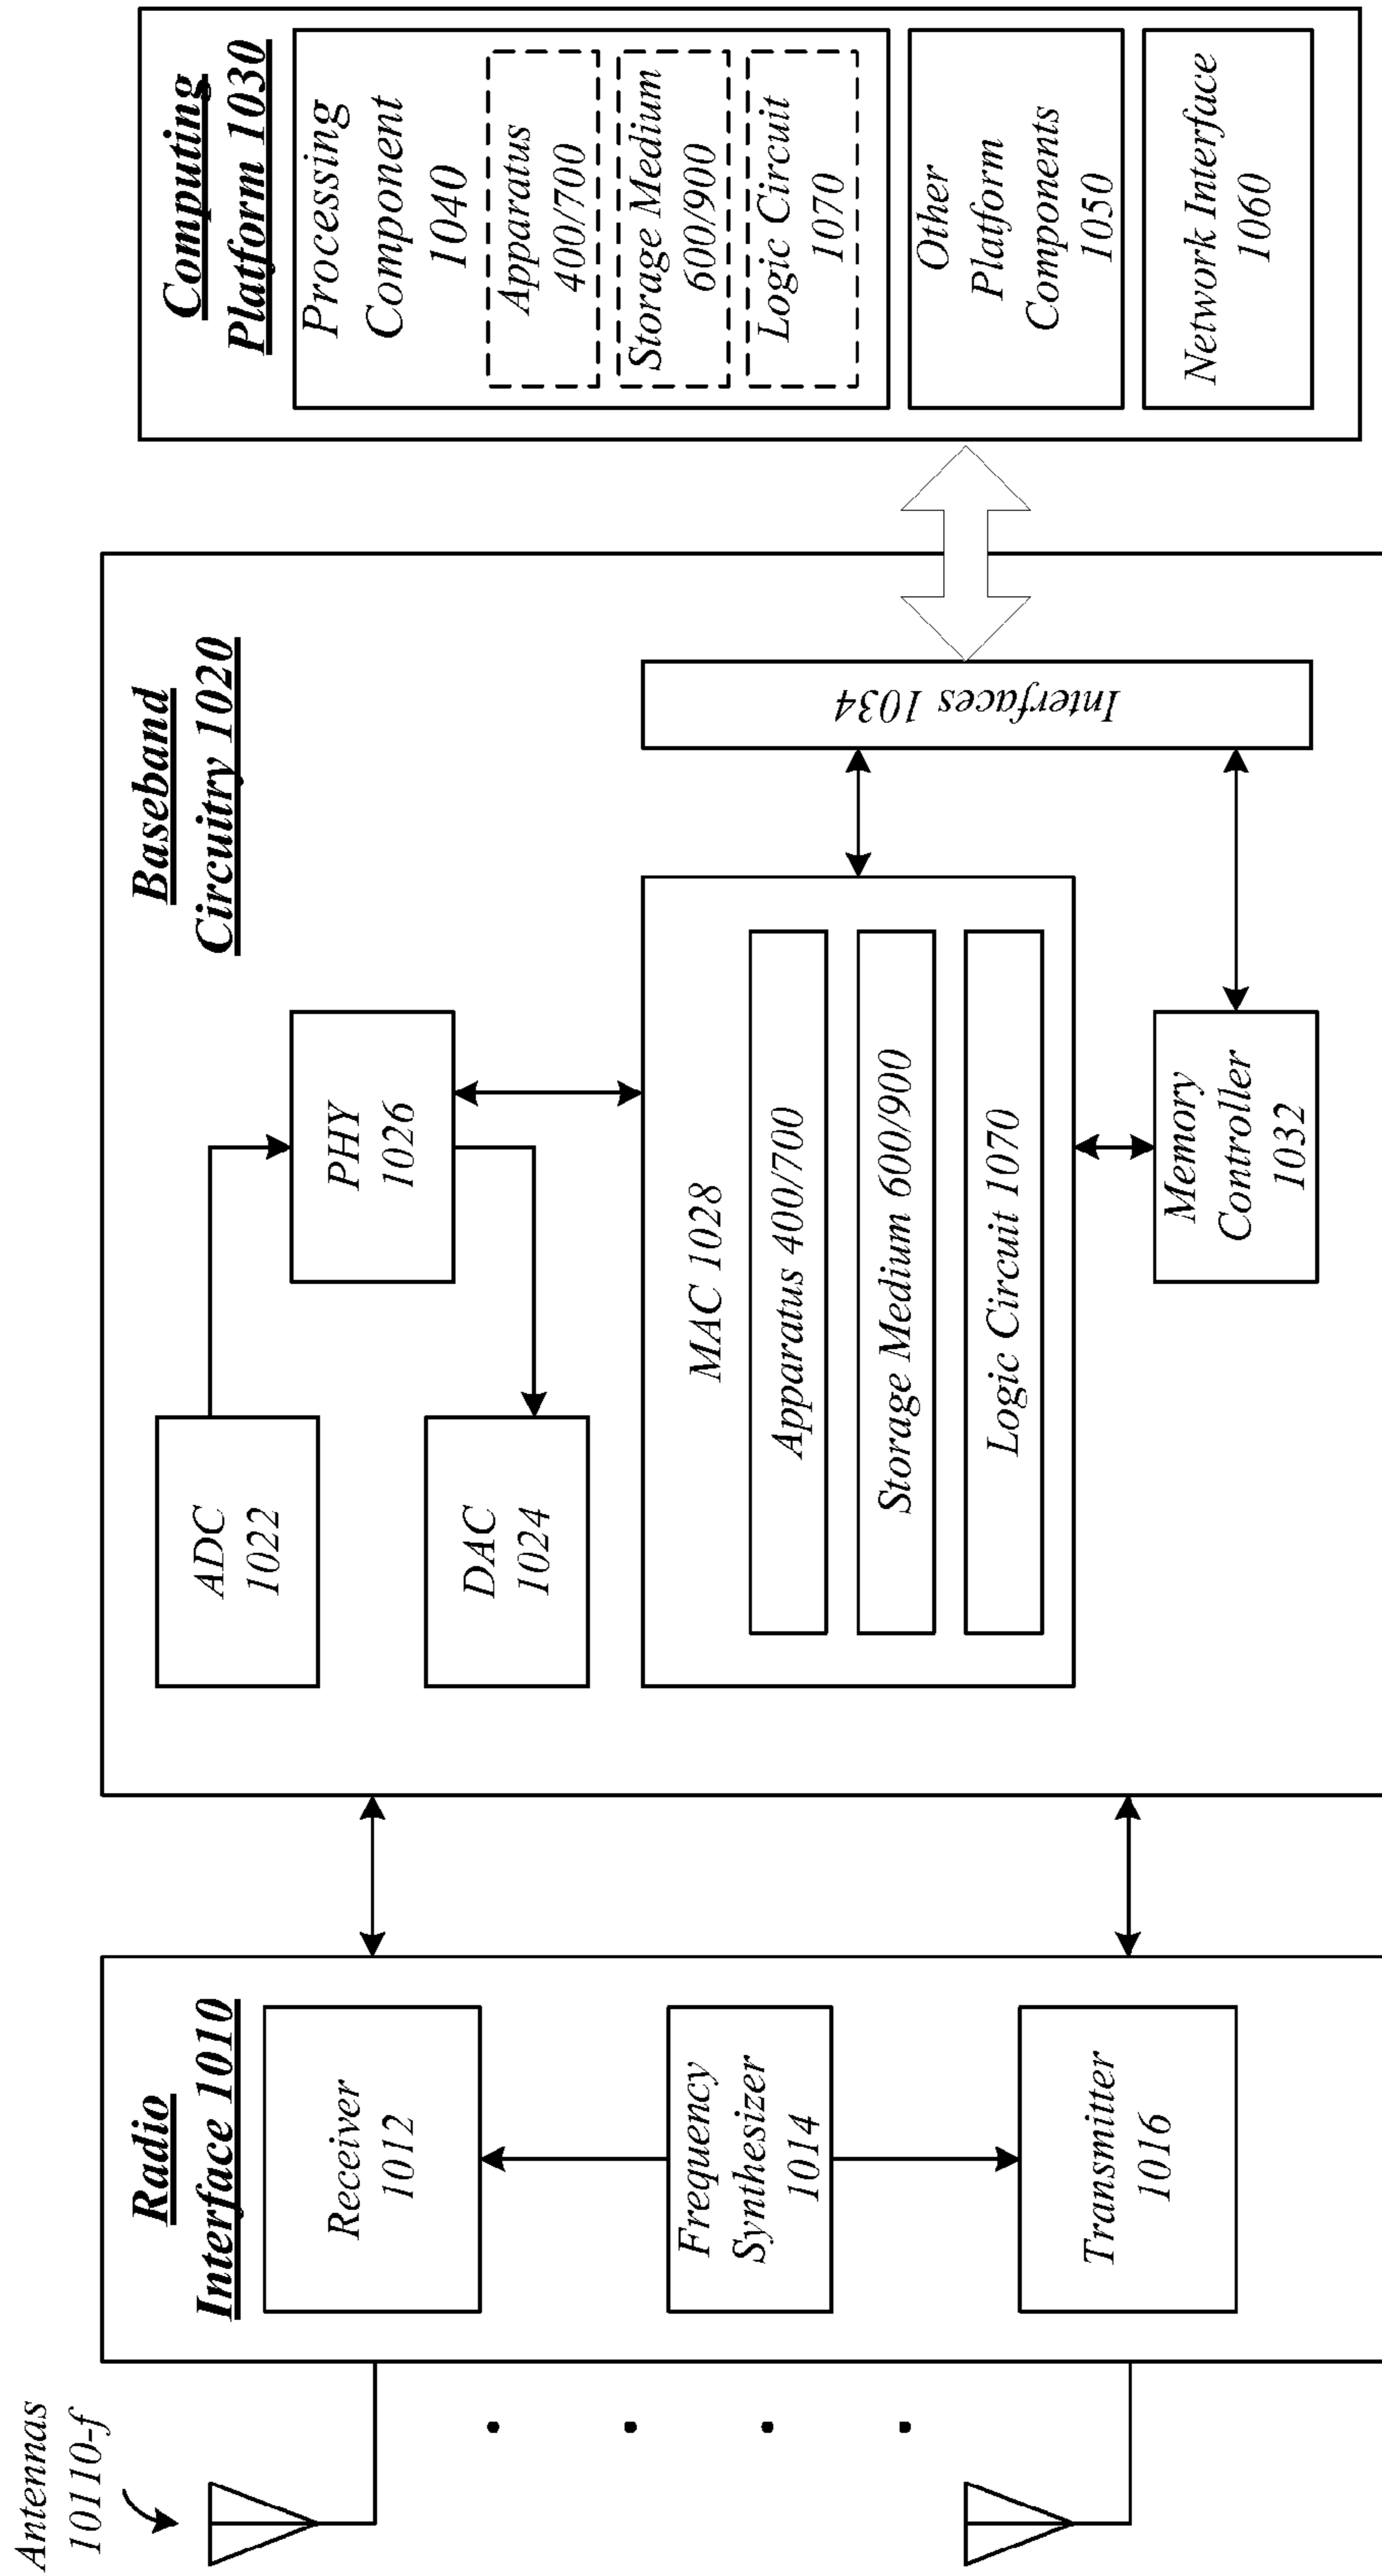 Antennas
10110-f
Radio
Interface 1010
Receiver
1012
Frequency
Synthesizer
1014
Transmitter
1016
Baseband
Circuitry 1020
ADC
1022
DAC
1024
PHY
1026
MAC 1028
Apparatus 400/700
Storage Medium 600/900
Logic Circuit 1070
Memory
Controller
1032
Interfaces 1034
Computing
Platform 1030
Processing
Component
1040
Apparatus
400/700
Storage Medium
600/900
Logic Circuit
1070
Other
Platform
Components
1050
Network Interface
1060